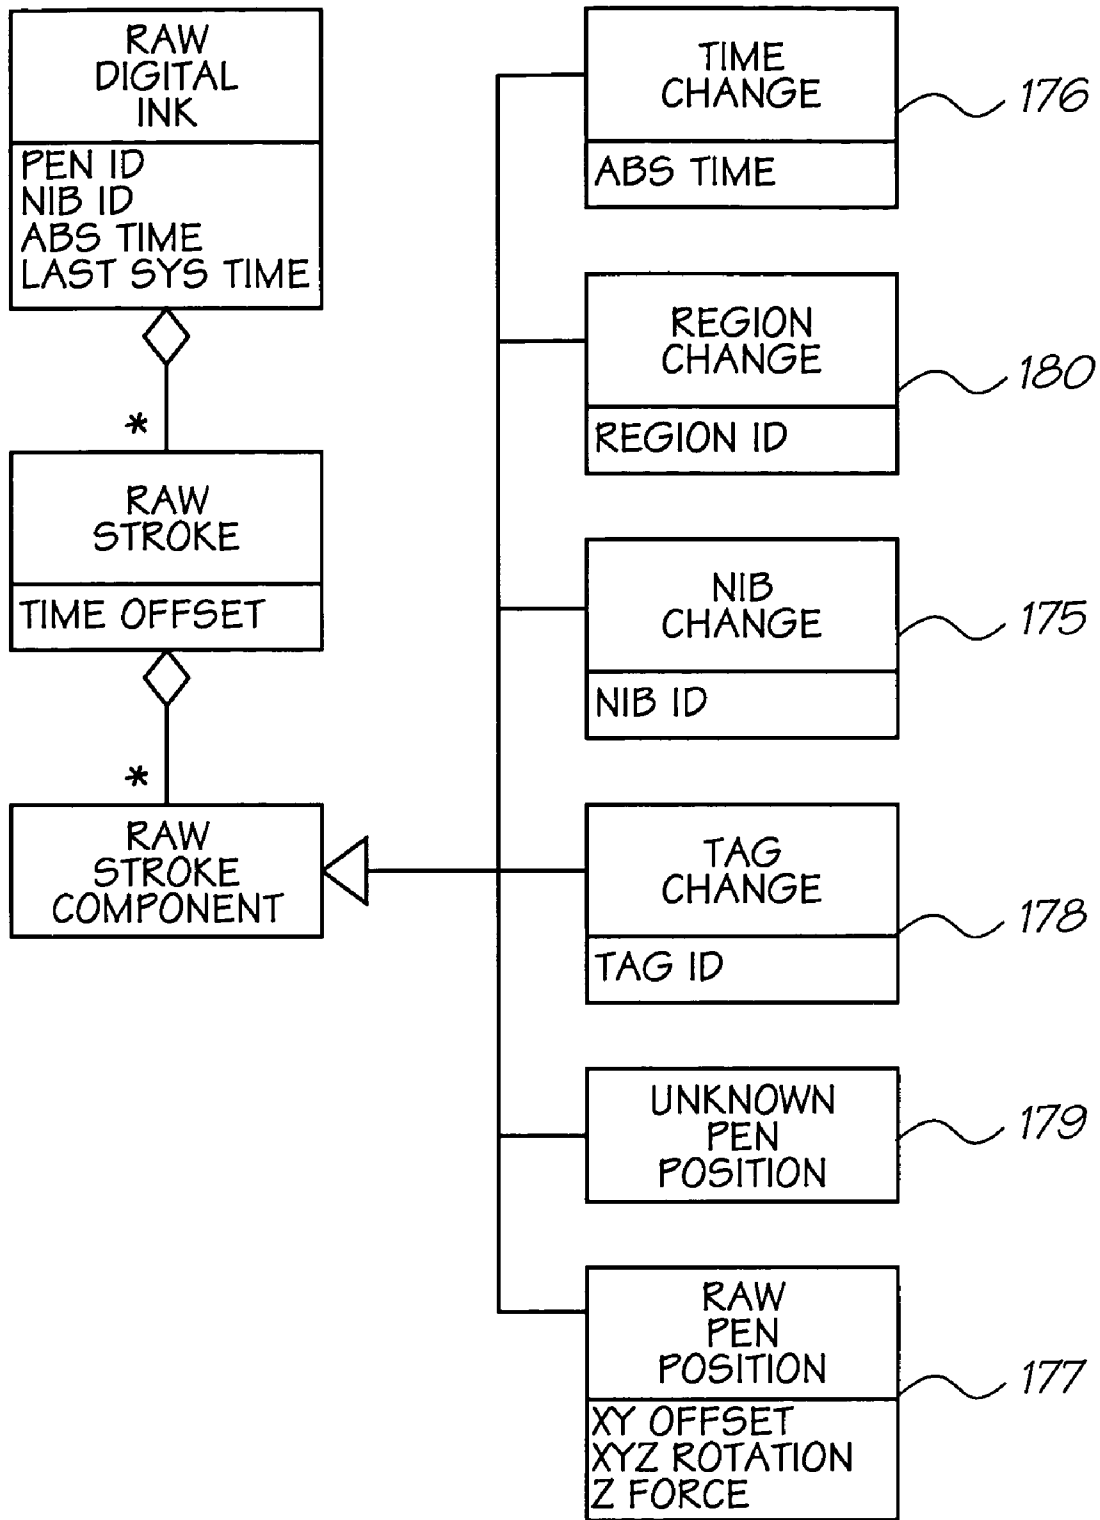 RAW
DIGITAL
INK
PEN ID
NIB ID
ABS TIME
LAST SYS TIME
*
RAW
STROKE
TIME OFFSET
*
RAW
STROKE
COMPONENT
TIME
CHANGE
ABS TIME
176
REGION
CHANGE
REGION ID
180
NIB
CHANGE
NIB ID
175
TAG
CHANGE
TAG ID
178
UNKNOWN
PEN
POSITION
179
RAW
PEN
POSITION
XY OFFSET
XYZ ROTATION
Z FORCE
177